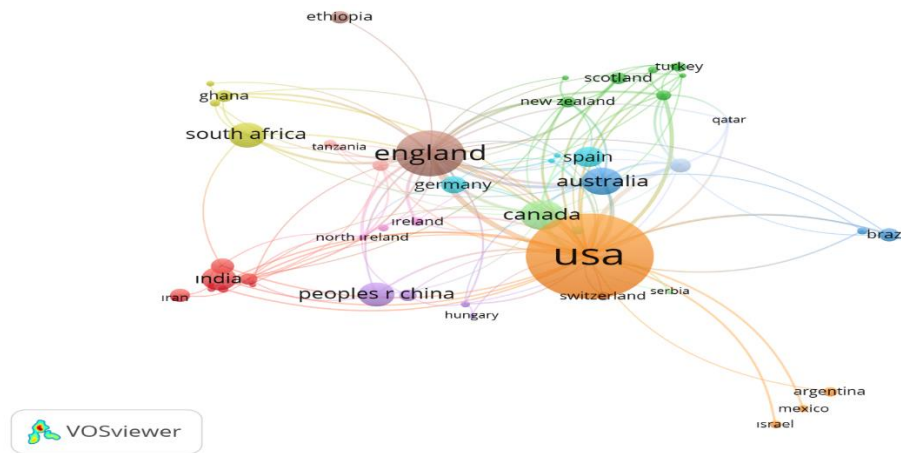 ethiopia
turkey
scotland
ghana
new zealand
qatar
south africa
tanzania
england
spain
germany
australia
ireland
canada
north ireland
usa
india
iran
peoples r china
switzerland
serbia
hungary
braz
argentina
mexico
israel
VOSviewer